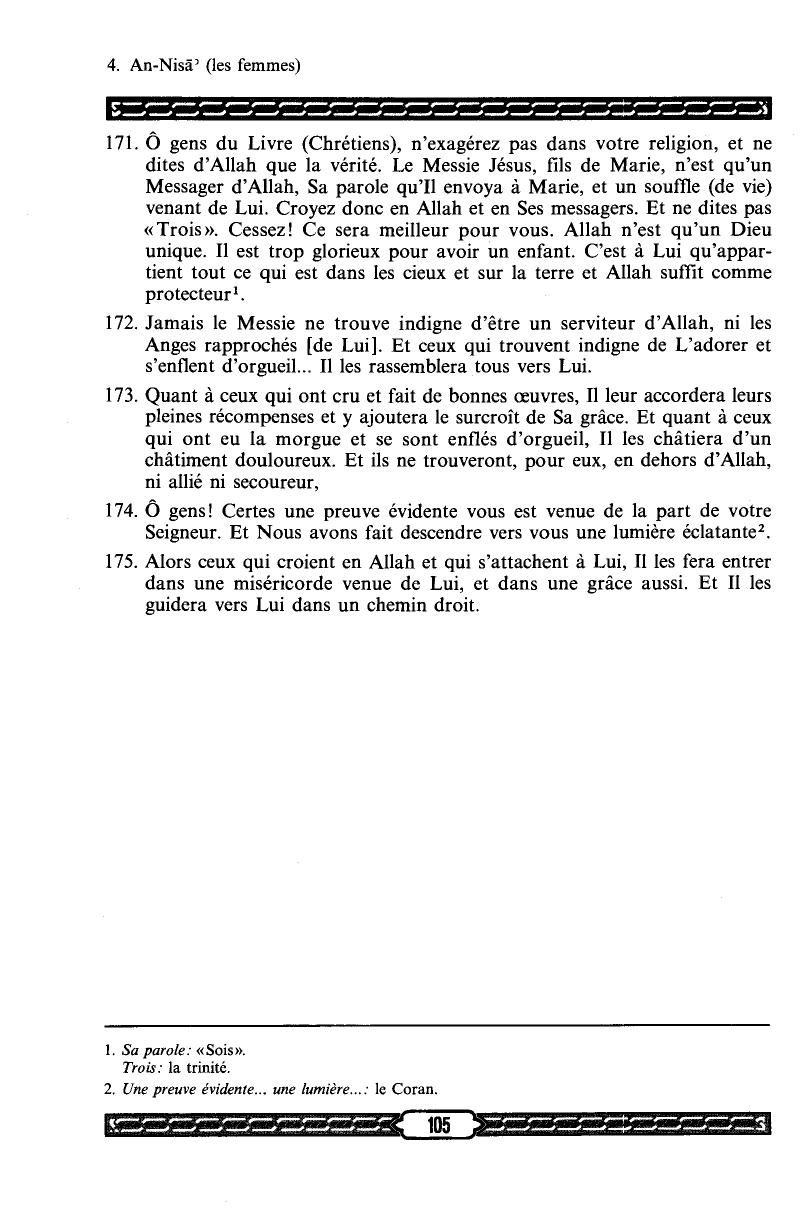 4. An-Nisāʾ (les femmes)
171. Ô gens du Livre (Chrétiens), n'exagérez pas dans votre religion, et ne
dites d'Allah que la vérité. Le Messie Jésus, fils de Marie, n'est qu'un
Messager d'Allah, Sa parole qu'Il envoya à Marie, et un souffle (de vie)
venant de Lui. Croyez donc en Allah et en Ses messagers. Et ne dites pas
«Trois». Cessez! Ce sera meilleur pour vous. Allah n'est qu'un Dieu
unique. Il est trop glorieux pour avoir un enfant. C'est à Lui qu'appar-
tient tout ce qui est dans les cieux et sur la terre et Allah suffit comme
protecteur¹.
172. Jamais le Messie ne trouve indigne d'être un serviteur d'Allah, ni les
Anges rapprochés [de Lui]. Et ceux qui trouvent indigne de L'adorer et
s'enflent d'orgueil... Il les rassemblera tous vers Lui.
173. Quant à ceux qui ont cru et fait de bonnes œuvres, Il leur accordera leurs
pleines récompenses et y ajoutera le surcroît de Sa grâce. Et quant à ceux
qui ont eu la morgue et se sont enflés d'orgueil, Il les châtiera d'un
châtiment douloureux. Et ils ne trouveront, pour eux, en dehors d'Allah,
ni allié ni secoureur,
174. Ô gens! Certes une preuve évidente vous est venue de la part de votre
Seigneur. Et Nous avons fait descendre vers vous une lumière éclatante².
175. Alors ceux qui croient en Allah et qui s'attachent à Lui, Il les fera entrer
dans une miséricorde venue de Lui, et dans une grâce aussi. Et Il les
guidera vers Lui dans un chemin droit.
1. Sa parole: «Sois».
Trois: la trinité.
2. Une preuve évidente... une lumière...: le Coran.
105